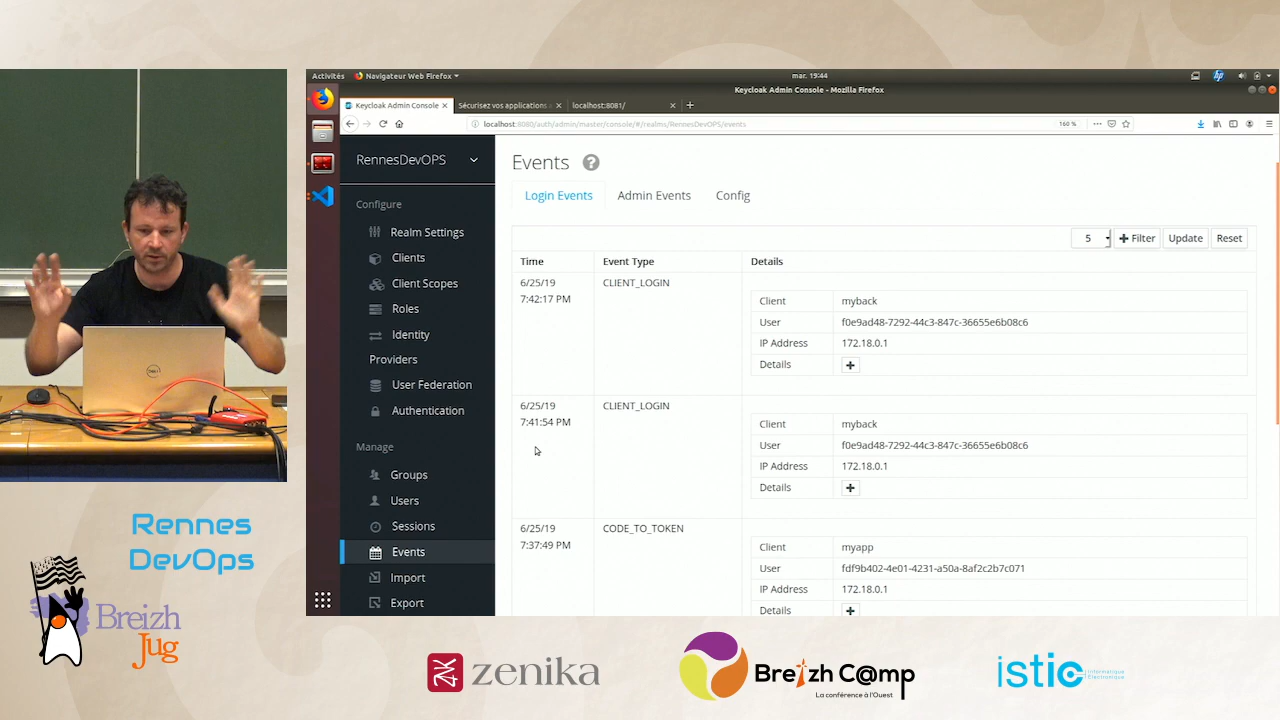 Activités
Navigateur Web Firefox
mar. 19:44
Keycloak Admin Console - Mozilla Firefox
Keycloak Admin Console
Sécurisez vos applications
localhost:8081/
localhost:8080/auth/admin/master/console/#/realms/RennesDevOPS/events
160 %
RennesDevOPS
Configure
Realm Settings
Clients
Client Scopes
Roles
Identity
Providers
User Federation
Authentication
Manage
Groups
Users
Sessions
Events
Import
Export
Events
Login Events
Admin Events
Config
5
Filter
Update
Reset
Time
Event Type
Details
6/25/19
7:42:17 PM
CLIENT_LOGIN
Client
myback
User
f0e9ad48-7292-44c3-847c-36655e6b08c6
IP Address
172.18.0.1
Details
6/25/19
7:41:54 PM
CLIENT_LOGIN
Client
myback
User
f0e9ad48-7292-44c3-847c-36655e6b08c6
IP Address
172.18.0.1
Details
6/25/19
7:37:49 PM
CODE_TO_TOKEN
Client
myapp
User
fdf9b402-4e01-4231-a50a-8af2c2b7c071
IP Address
172.18.0.1
Details
DELL
hp
Rennes
DevOps
Breizh
Jug
zenika
Breizh C@mp
La conférence à l'Ouest
istic
Informatique
Électronique